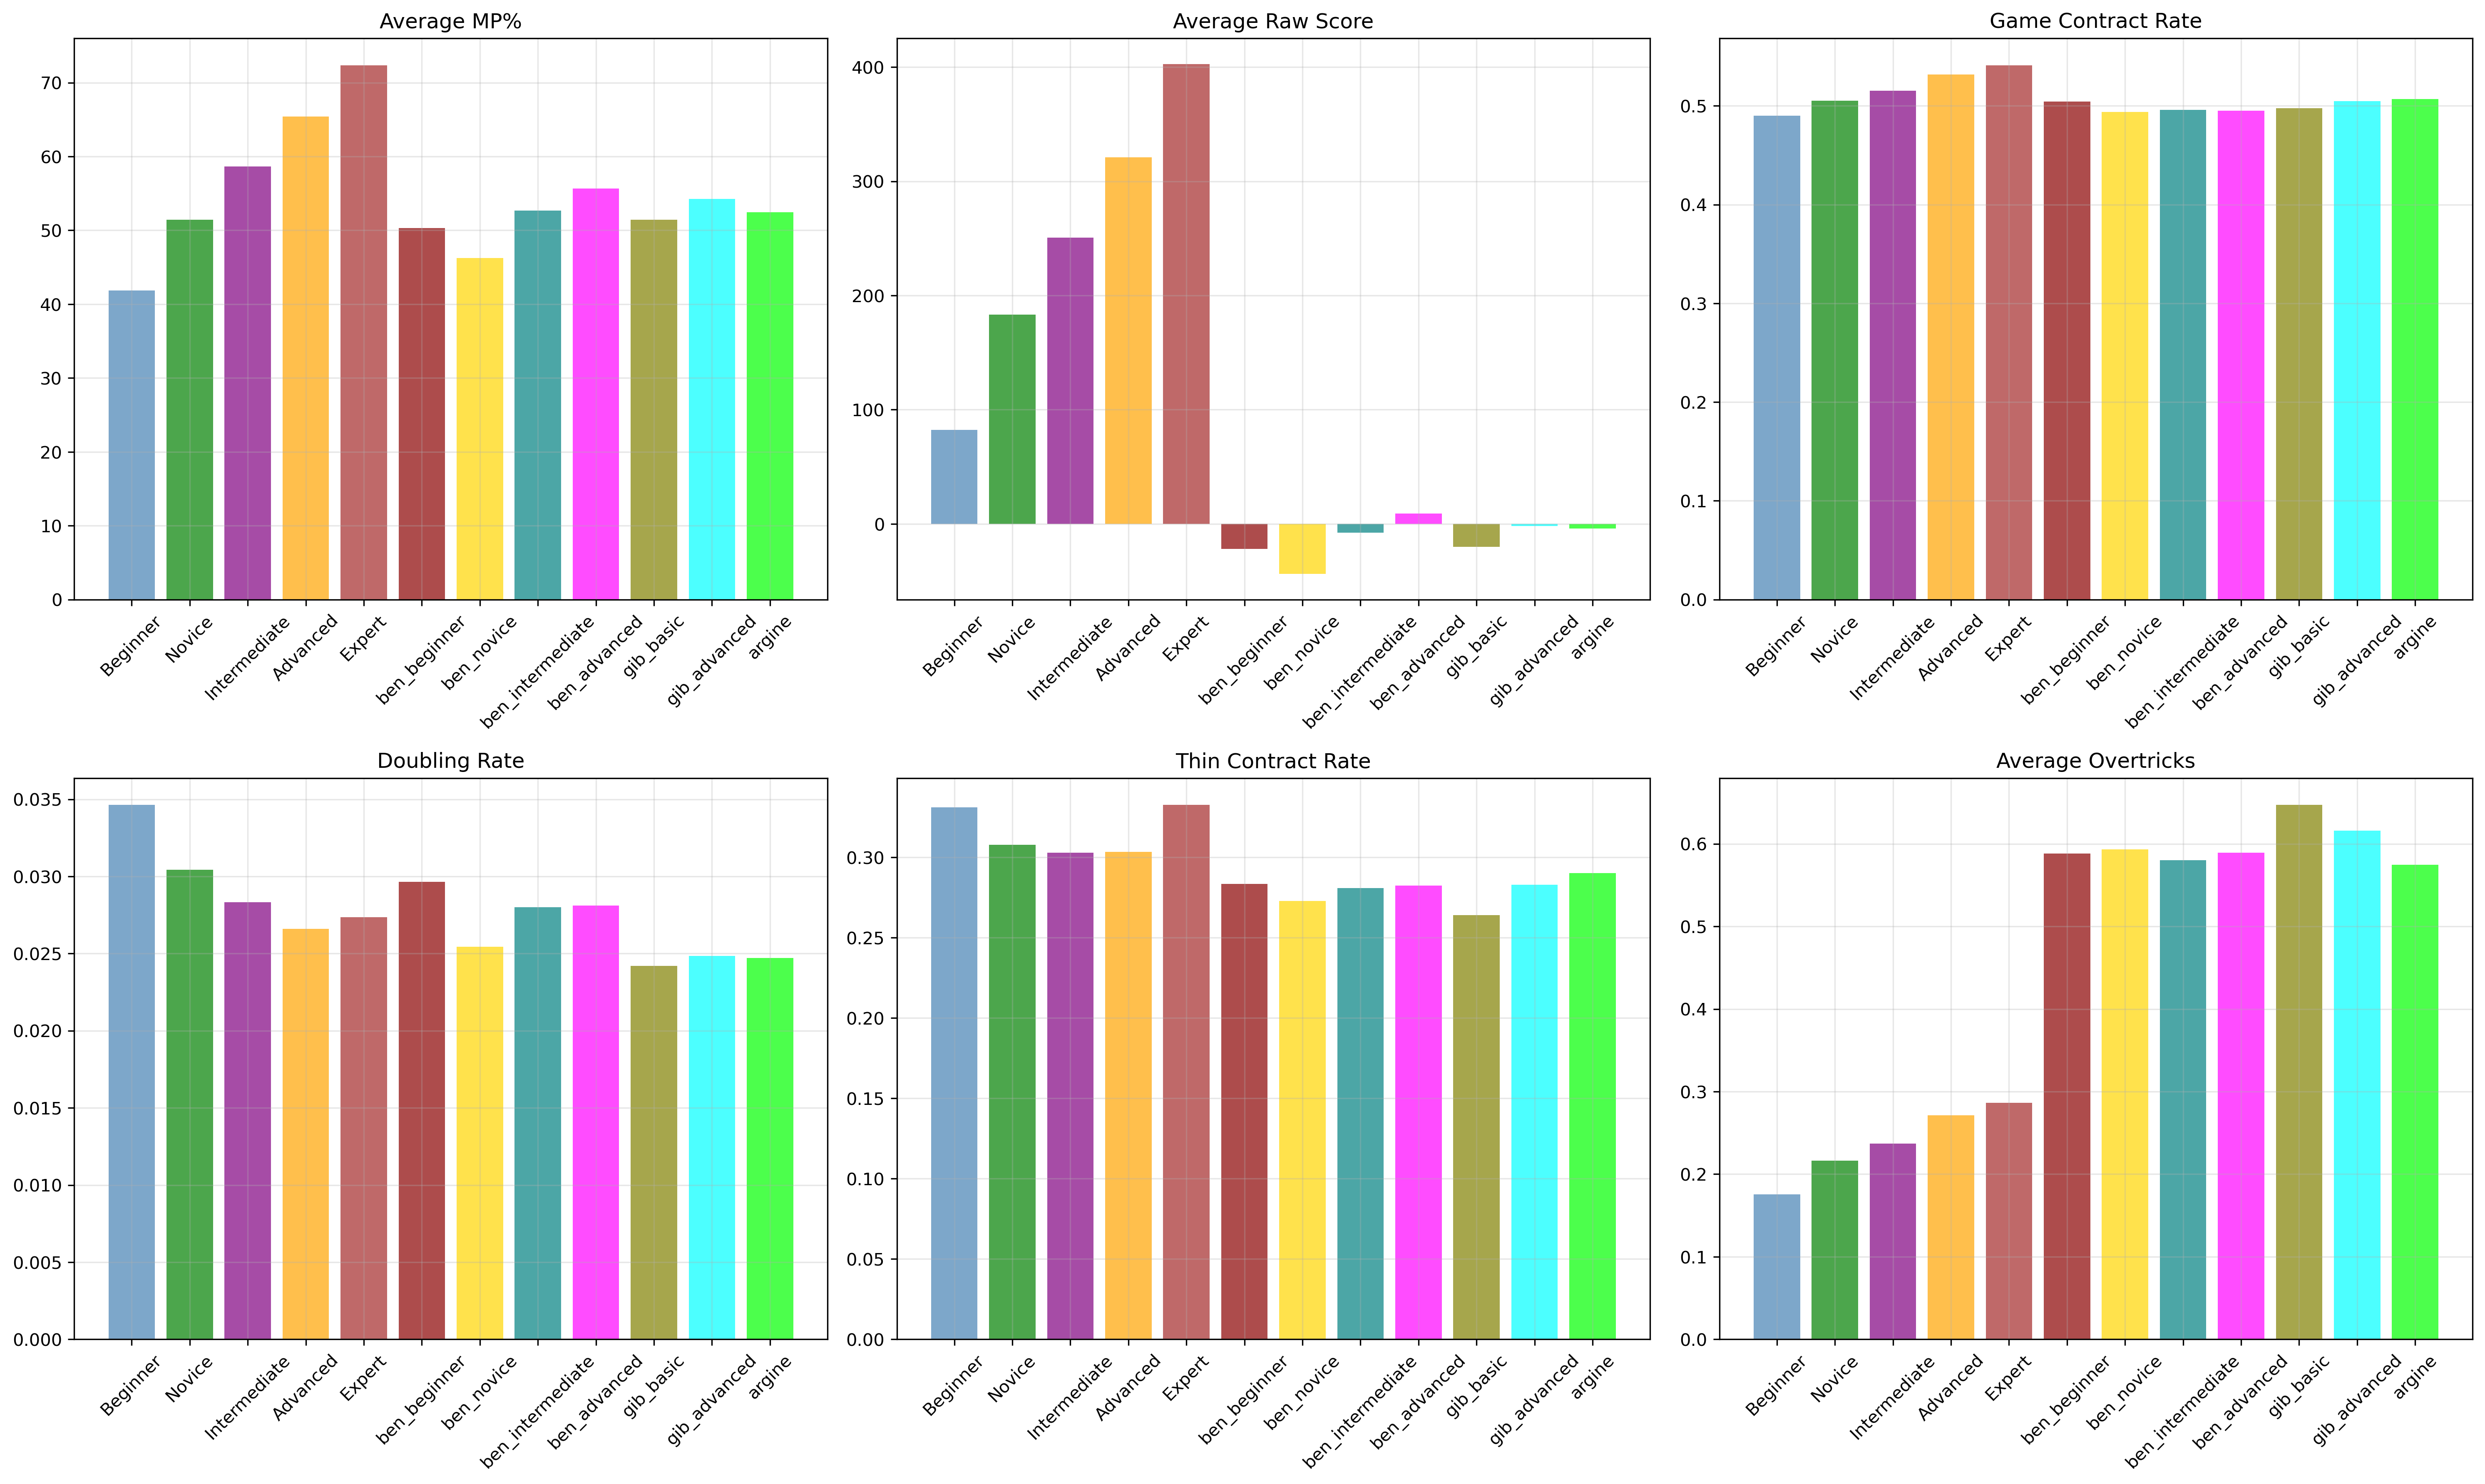 Average MP%
70
60
50
40
30
20
10
0
Beginner
Novice
Intermediate
Advanced
Expert
ben_beginner
ben_novice
ben_intermediate
ben_advanced
gib_basic
gib_advanced
argine
Average Raw Score
400
300
200
100
0
Beginner
Novice
Intermediate
Advanced
Expert
ben_beginner
ben_novice
ben_intermediate
ben_advanced
gib_basic
gib_advanced
argine
Game Contract Rate
0.5
0.4
0.3
0.2
0.1
0.0
Beginner
Novice
Intermediate
Advanced
Expert
ben_beginner
ben_novice
ben_intermediate
ben_advanced
gib_basic
gib_advanced
argine
Doubling Rate
0.035
0.030
0.025
0.020
0.015
0.010
0.005
0.000
Beginner
Novice
Intermediate
Advanced
Expert
ben_beginner
ben_novice
ben_intermediate
ben_advanced
gib_basic
gib_advanced
argine
Thin Contract Rate
0.30
0.25
0.20
0.15
0.10
0.05
0.00
Beginner
Novice
Intermediate
Advanced
Expert
ben_beginner
ben_novice
ben_intermediate
ben_advanced
gib_basic
gib_advanced
argine
Average Overtricks
0.6
0.5
0.4
0.3
0.2
0.1
0.0
Beginner
Novice
Intermediate
Advanced
Expert
ben_beginner
ben_novice
ben_intermediate
ben_advanced
gib_basic
gib_advanced
argine